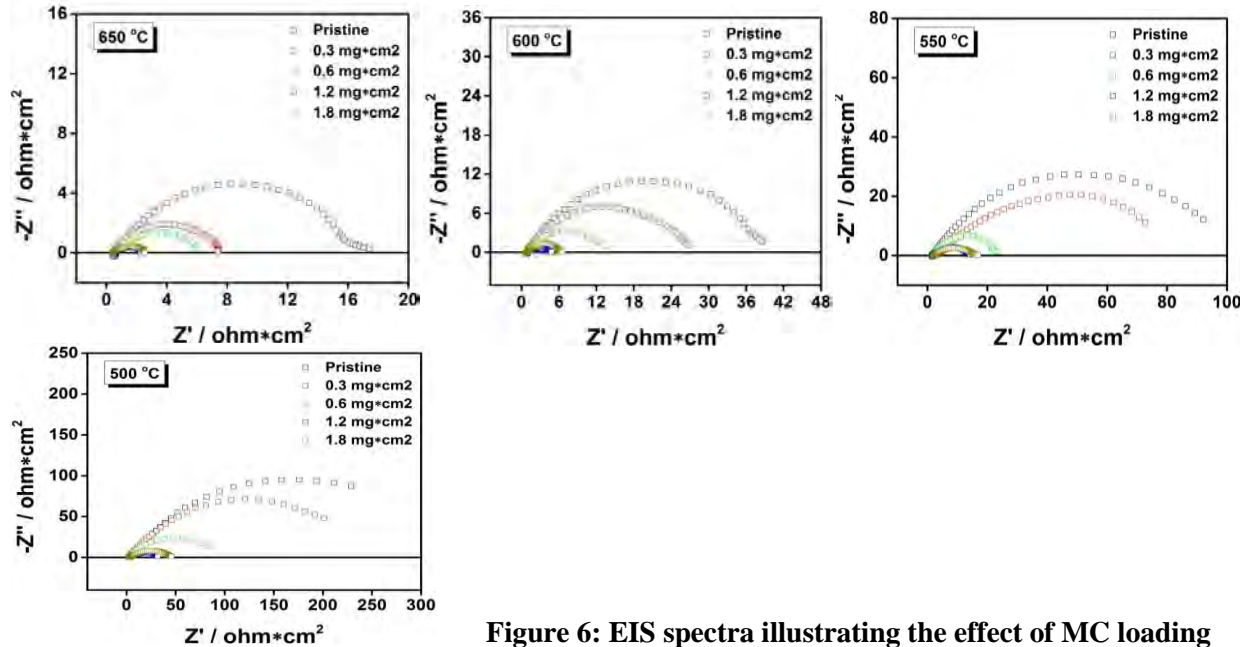 650 °C
Pristine
0.3 mg*cm2
0.6 mg*cm2
1.2 mg*cm2
1.8 mg*cm2
16
12
8
4
0
-Z'' / ohm*cm²
0 4 8 12 16 20
Z' / ohm*cm²
600 °C
Pristine
0.3 mg*cm2
0.6 mg*cm2
1.2 mg*cm2
1.8 mg*cm2
36
30
24
18
12
6
0
-Z'' / ohm*cm²
0 6 12 18 24 30 36 42 48
Z' / ohm*cm²
550 °C
Pristine
0.3 mg*cm2
0.6 mg*cm2
1.2 mg*cm2
1.8 mg*cm2
80
60
40
20
0
-Z'' / ohm*cm²
0 20 40 60 80 100
Z' / ohm*cm²
500 °C
Pristine
0.3 mg*cm2
0.6 mg*cm2
1.2 mg*cm2
1.8 mg*cm2
250
200
150
100
50
0
-Z'' / ohm*cm²
0 50 100 150 200 250 300
Z' / ohm*cm²
Figure 6: EIS spectra illustrating the effect of MC loading